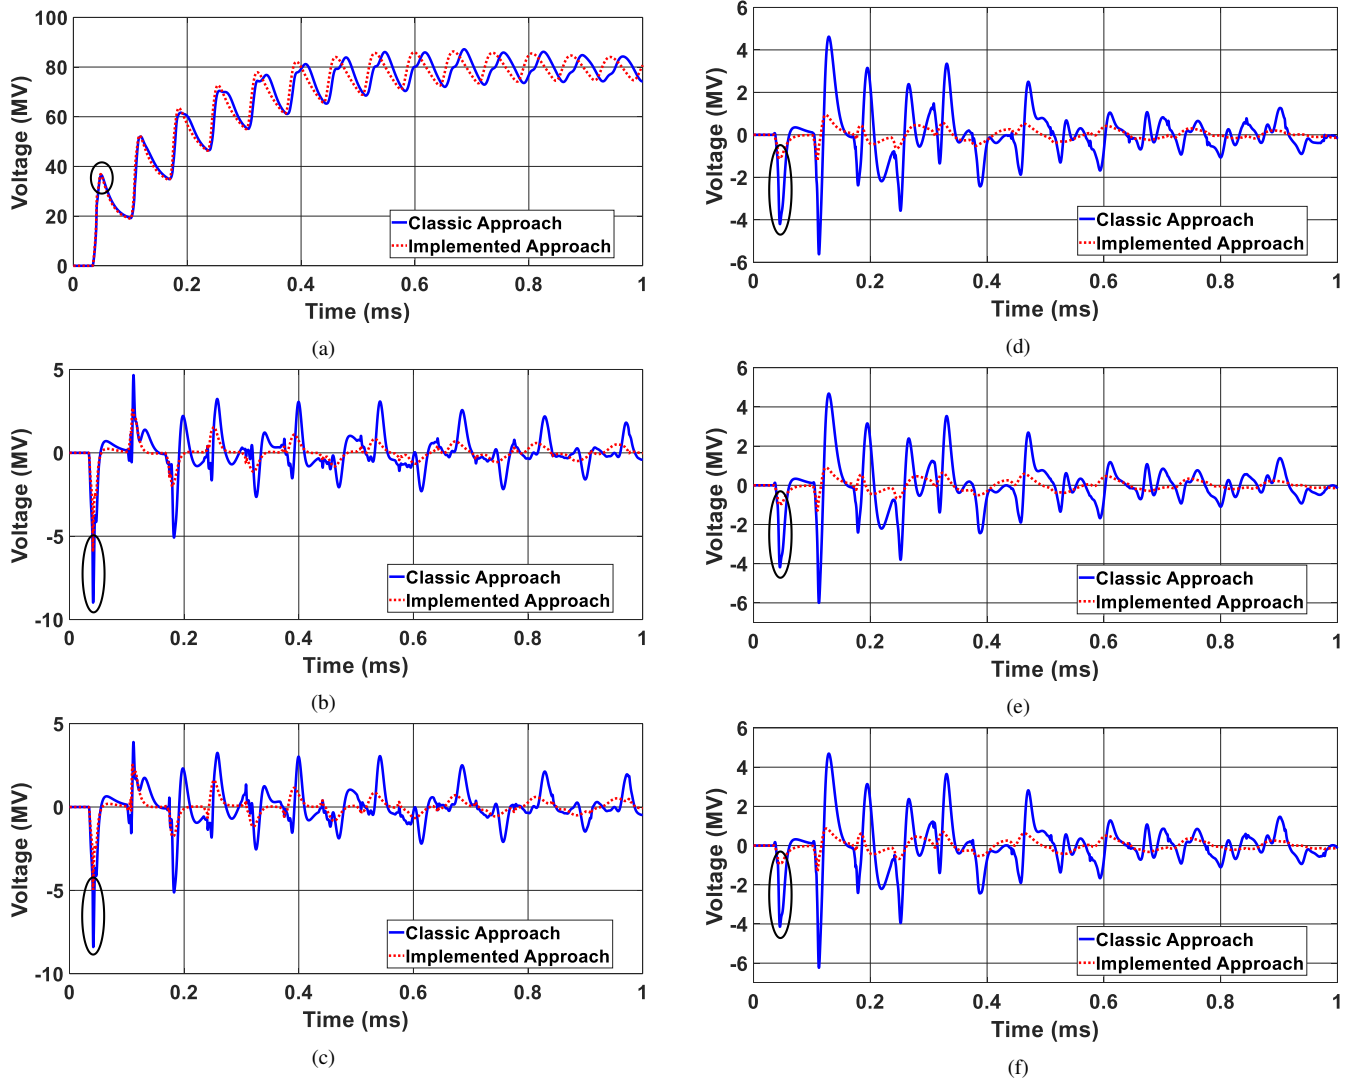 100
80
60
40
20
0
Voltage (MV)
Classic Approach
Implemented Approach
0 0.2 0.4 0.6 0.8 1
Time (ms)
(a)
5
0
-5
-10
Voltage (MV)
Classic Approach
Implemented Approach
0 0.2 0.4 0.6 0.8 1
Time (ms)
(b)
5
0
-5
-10
Voltage (MV)
Classic Approach
Implemented Approach
0 0.2 0.4 0.6 0.8 1
Time (ms)
(c)
6
4
2
0
-2
-4
-6
Voltage (MV)
Classic Approach
Implemented Approach
0 0.2 0.4 0.6 0.8 1
Time (ms)
(d)
6
4
2
0
-2
-4
-6
Voltage (MV)
Classic Approach
Implemented Approach
0 0.2 0.4 0.6 0.8 1
Time (ms)
(e)
6
4
2
0
-2
-4
-6
Voltage (MV)
Classic Approach
Implemented Approach
0 0.2 0.4 0.6 0.8 1
Time (ms)
(f)